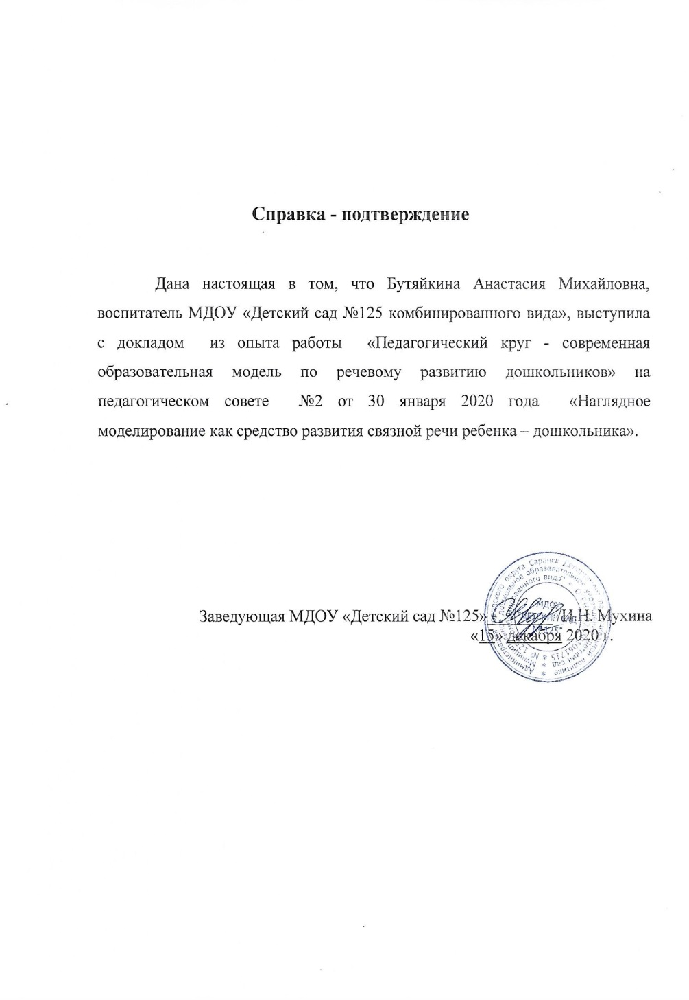 Справка - подтверждение
Дана настоящая в том, что Бутяйкина Анастасия Михайловна,
воспитатель МДОУ «Детский сад №125 комбинированного вида», выступила
с докладом из опыта работы «Педагогический круг - современная
образовательная модель по речевому развитию дошкольников» на
педагогическом совете №2 от 30 января 2020 года «Наглядное
моделирование как средство развития связной речи ребенка – дошкольника».
Заведующая МДОУ «Детский сад №125» /И.Н. Мухина
«15» декабря 2020 г.
МДОУ